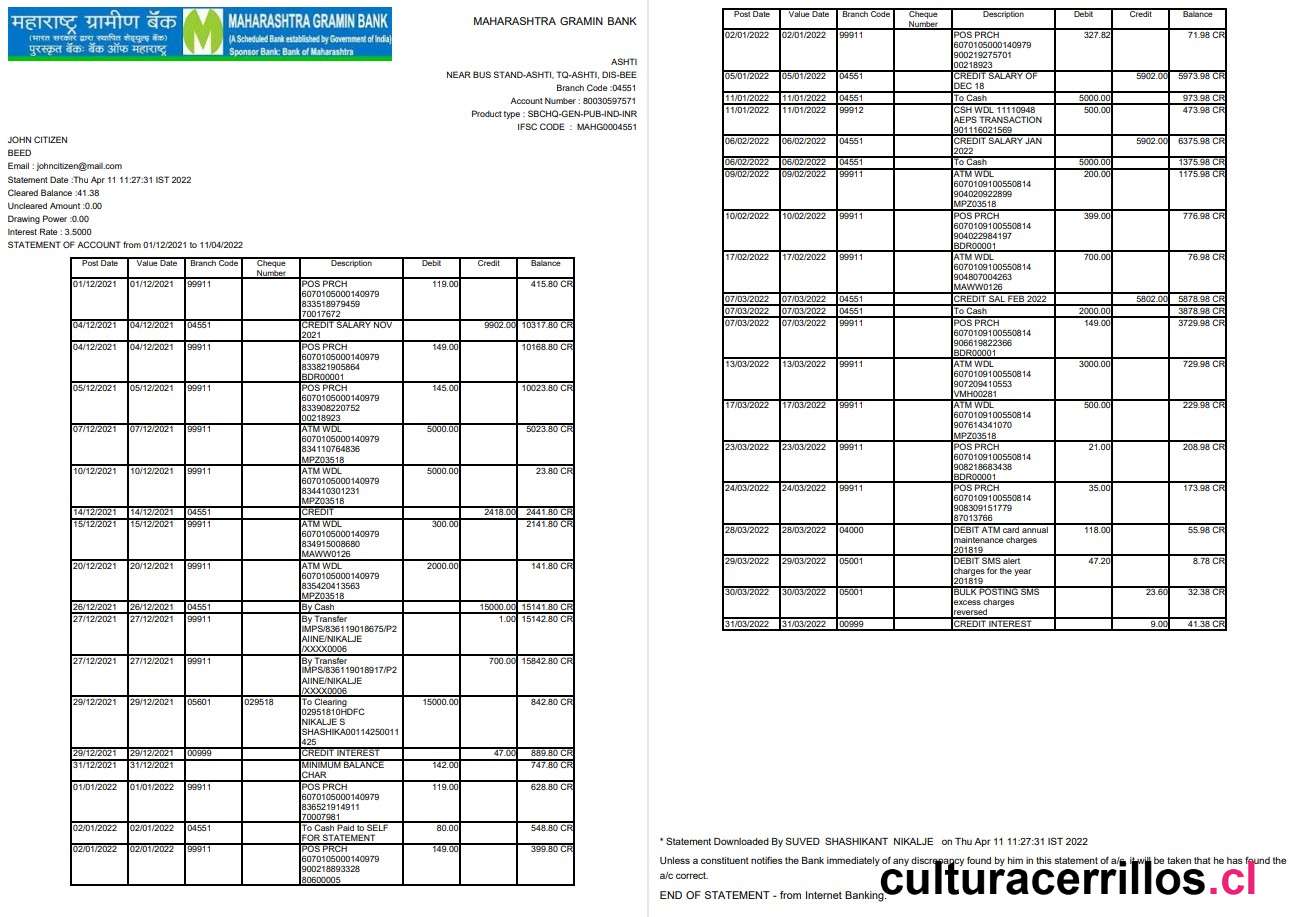 महाराष्ट्र ग्रामीण बैंक
(भारत सरकार द्वारा स्थापित शेड्युल्ड बैंक)
पुरस्कृत बैंकः बैंक ऑफ महाराष्ट्र
MAHARASHTRA GRAMIN BANK
(A Scheduled Bank established by Government of India)
Sponsor Bank: Bank of Maharashtra
MAHARASHTRA GRAMIN BANK
ASHTI
NEAR BUS STAND-ASHTI, TQ-ASHTI, DIS-BEE
Branch Code :04551
Account Number : 80030597571
Product type : SBCHQ-GEN-PUB-IND-INR
IFSC CODE : MAHG0004551
JOHN CITIZEN
BEED
Email : johncitizen@mail.com
Statement Date :Thu Apr 11 11:27:31 IST 2022
Cleared Balance :41.38
Uncleared Amount :0.00
Drawing Power :0.00
Interest Rate : 3.5000
STATEMENT OF ACCOUNT from 01/12/2021 to 11/04/2022
Post Date Value Date Branch Code Cheque Description Debit Credit Balance
Number
01/12/2021 01/12/2021 99911 POS PRCH 119.00 415.80 CR
6070105000140979
833518979459
70017672
04/12/2021 04/12/2021 04551 CREDIT SALARY NOV 9902.00 10317.80 CR
2021
04/12/2021 04/12/2021 99911 POS PRCH 149.00 10168.80 CR
6070105000140979
833821905864
BDR00001
05/12/2021 05/12/2021 99911 POS PRCH 145.00 10023.80 CR
6070105000140979
833908220752
00218923
07/12/2021 07/12/2021 99911 ATM WDL 5000.00 5023.80 CR
6070105000140979
834110764836
MPZ03518
10/12/2021 10/12/2021 99911 ATM WDL 5000.00 23.80 CR
6070105000140979
834410301231
MPZ03518
14/12/2021 14/12/2021 04551 CREDIT 2418.00 2441.80 CR
15/12/2021 15/12/2021 99911 ATM WDL 300.00 2141.80 CR
6070105000140979
834915008680
MAWW0126
20/12/2021 20/12/2021 99911 ATM WDL 2000.00 141.80 CR
6070105000140979
835420413563
MPZ03518
26/12/2021 26/12/2021 04551 By Cash 15000.00 15141.80 CR
27/12/2021 27/12/2021 99911 By Transfer 1.00 15142.80 CR
IMPS/836119018675/P2
AIINE/NIKALJE
/XXXX0006
27/12/2021 27/12/2021 99911 By Transfer 700.00 15842.80 CR
IMPS/836119018917/P2
AIINE/NIKALJE
/XXXX0006
29/12/2021 29/12/2021 05601 029518 To Clearing 15000.00 842.80 CR
02951810HDFC
NIKALJE S
SHASHIKA00114250011
425
29/12/2021 29/12/2021 00999 CREDIT INTEREST 47.00 889.80 CR
31/12/2021 31/12/2021 MINIMUM BALANCE 142.00 747.80 CR
CHAR
01/01/2022 01/01/2022 99911 POS PRCH 119.00 628.80 CR
6070105000140979
836521914911
70007981
02/01/2022 02/01/2022 04551 To Cash Paid to SELF 80.00 548.80 CR
FOR STATEMENT
02/01/2022 02/01/2022 99911 POS PRCH 149.00 399.80 CR
6070105000140979
900218893328
80600005
Post Date Value Date Branch Code Cheque Description Debit Credit Balance
Number
02/01/2022 02/01/2022 99911 POS PRCH 327.82 71.98 CR
6070105000140979
900219275701
00218923
05/01/2022 05/01/2022 04551 CREDIT SALARY OF 5902.00 5973.98 CR
DEC 18
11/01/2022 11/01/2022 04551 To Cash 5000.00 973.98 CR
11/01/2022 11/01/2022 99912 CSH WDL 11110948 500.00 473.98 CR
AEPS TRANSACTION
901116021569
06/02/2022 06/02/2022 04551 CREDIT SALARY JAN 5902.00 6375.98 CR
2022
06/02/2022 06/02/2022 04551 To Cash 5000.00 1375.98 CR
09/02/2022 09/02/2022 99911 ATM WDL 200.00 1175.98 CR
6070109100550814
904020922899
MPZ03518
10/02/2022 10/02/2022 99911 POS PRCH 399.00 776.98 CR
6070109100550814
904022984197
BDR00001
17/02/2022 17/02/2022 99911 ATM WDL 700.00 76.98 CR
6070109100550814
904807004263
MAWW0126
07/03/2022 07/03/2022 04551 CREDIT SAL FEB 2022 5802.00 5878.98 CR
07/03/2022 07/03/2022 04551 To Cash 2000.00 3878.98 CR
07/03/2022 07/03/2022 99911 POS PRCH 149.00 3729.98 CR
6070109100550814
906619822366
BDR00001
13/03/2022 13/03/2022 99911 ATM WDL 3000.00 729.98 CR
6070109100550814
907209410553
VMH00281
17/03/2022 17/03/2022 99911 ATM WDL 500.00 229.98 CR
6070109100550814
907614341070
MPZ03518
23/03/2022 23/03/2022 99911 POS PRCH 21.00 208.98 CR
6070109100550814
908218683438
BDR00001
24/03/2022 24/03/2022 99911 POS PRCH 35.00 173.98 CR
6070109100550814
908309151779
87013766
28/03/2022 28/03/2022 04000 DEBIT ATM card annual 118.00 55.98 CR
maintenance charges
201819
29/03/2022 29/03/2022 05001 DEBIT SMS alert 47.20 8.78 CR
charges for the year
201819
30/03/2022 30/03/2022 05001 BULK POSTING SMS 23.60 32.38 CR
excess charges
reversed
31/03/2022 31/03/2022 00999 CREDIT INTEREST 9.00 41.38 CR
* Statement Downloaded By SUVED SHASHIKANT NIKALJE on Thu Apr 11 11:27:31 IST 2022
Unless a constituent notifies the Bank immediately of any discrepancy found by him in this statement of a/c, it will be taken that he has found the
a/c correct.
END OF STATEMENT - from Internet Banking.
culturacerrillos.cl